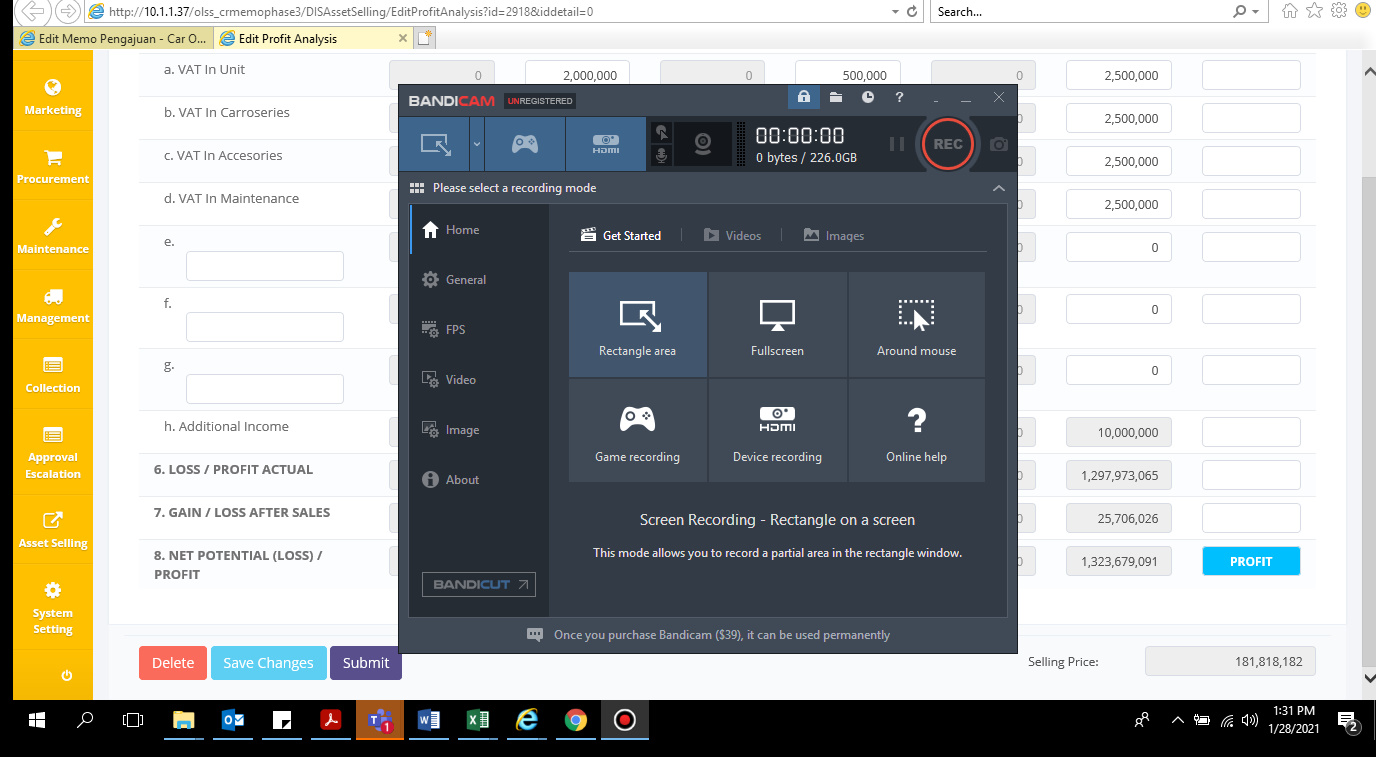 http://10.1.1.37/olss_crmemophase3/DISAssetSelling/EditProfitAnalysis?id=2918&iddetail=0
Search...
Edit Memo Pengajuan - Car O...
Edit Profit Analysis
Marketing
Procurement
Maintenance
Management
Collection
Approval
Escalation
Asset Selling
System
Setting
a. VAT In Unit 0 2,000,000 0 500,000 0 2,500,000
b. VAT In Carroseries 0 2,500,000
c. VAT In Accesories 0 2,500,000
d. VAT In Maintenance 0 2,500,000
e. 0 0
f. 0 0
g. 0 0
h. Additional Income 0 10,000,000
6. LOSS / PROFIT ACTUAL 0 1,297,973,065
7. GAIN / LOSS AFTER SALES 0 25,706,026
8. NET POTENTIAL (LOSS) /
PROFIT 0 1,323,679,091 PROFIT
Delete
Save Changes
Submit
Selling Price: 181,818,182
BANDICAM UNREGISTERED
?
HDMI
00:00:00
0 bytes / 226.0GB
REC
Please select a recording mode
Home
General
FPS
Video
Image
About
BANDICUT
Get Started
Videos
Images
Rectangle area
Fullscreen
Around mouse
Game recording
HDMI
Device recording
?
Online help
Screen Recording - Rectangle on a screen
This mode allows you to record a partial area in the rectangle window.
Once you purchase Bandicam ($39), it can be used permanently
1
1:31 PM
1/28/2021
2